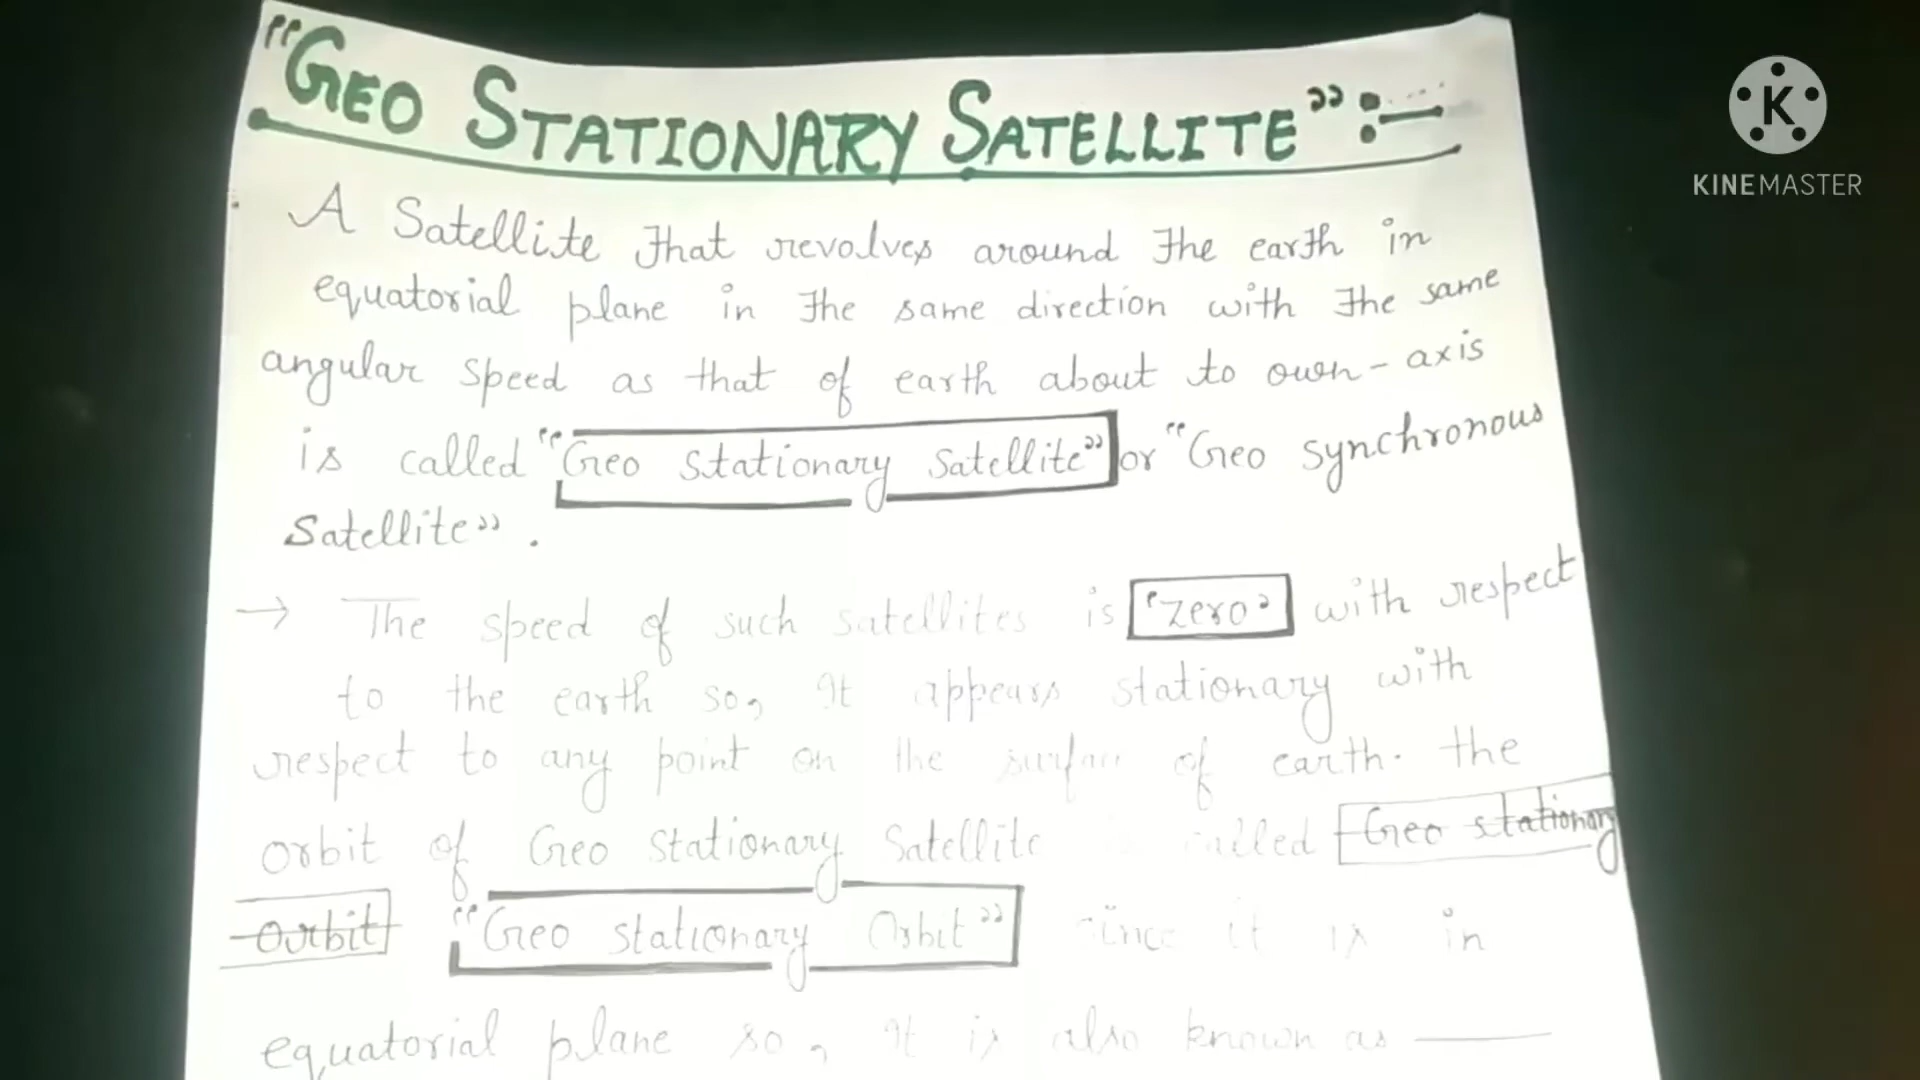 "GEO STATIONARY SATELLITE" :-
A Satellite that revolves around the earth in
equatorial plane in the same direction with the same
angular speed as that of earth about to own-axis
is called "Geo stationary satellite" or "Geo synchronous
Satellite".
→ The speed of such satellites is 'zero' with respect
to the earth so, It appears stationary with
respect to any point on the surface of earth. the
orbit of Geo stationary Satellite is called Geo stationary
Orbit "Geo stationary Orbit" since it is in
equatorial plane so, It is also known as —
K
KINEMASTER